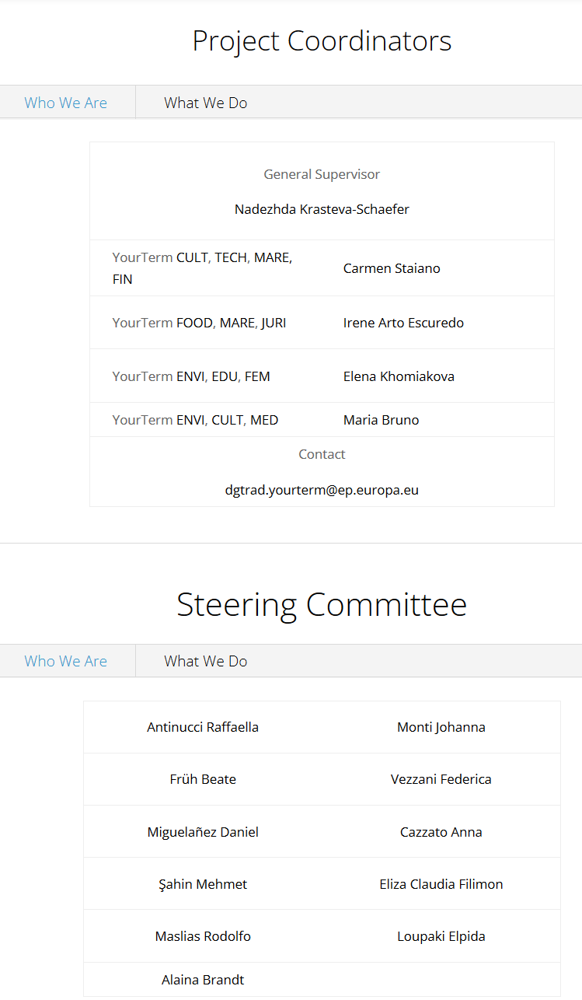 Project Coordinators
Who We Are
What We Do
General Supervisor
Nadezhda Krasteva-Schaefer
YourTerm CULT, TECH, MARE,
FIN
Carmen Staiano
YourTerm FOOD, MARE, JURI
Irene Arto Escuredo
YourTerm ENVI, EDU, FEM
Elena Khomiakova
YourTerm ENVI, CULT, MED
Maria Bruno
Contact
dgtrad.yourterm@ep.europa.eu
Steering Committee
Who We Are
What We Do
Antinucci Raffaella
Monti Johanna
Früh Beate
Vezzani Federica
Miguelañez Daniel
Cazzato Anna
Şahin Mehmet
Eliza Claudia Filimon
Maslias Rodolfo
Loupaki Elpida
Alaina Brandt